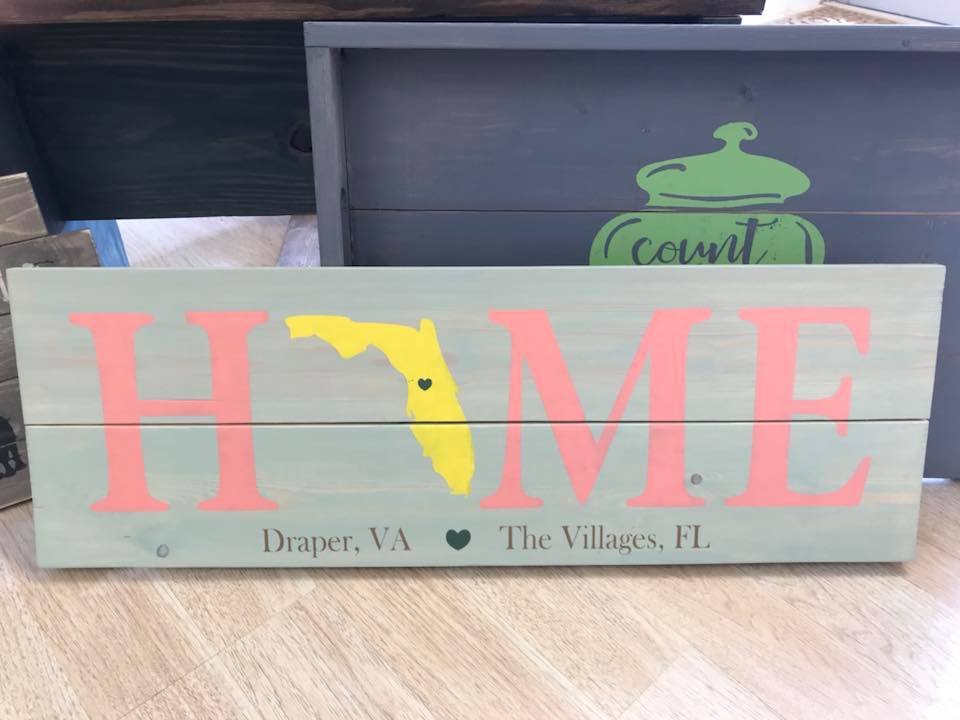 count
H ME
Draper, VA The Villages, FL